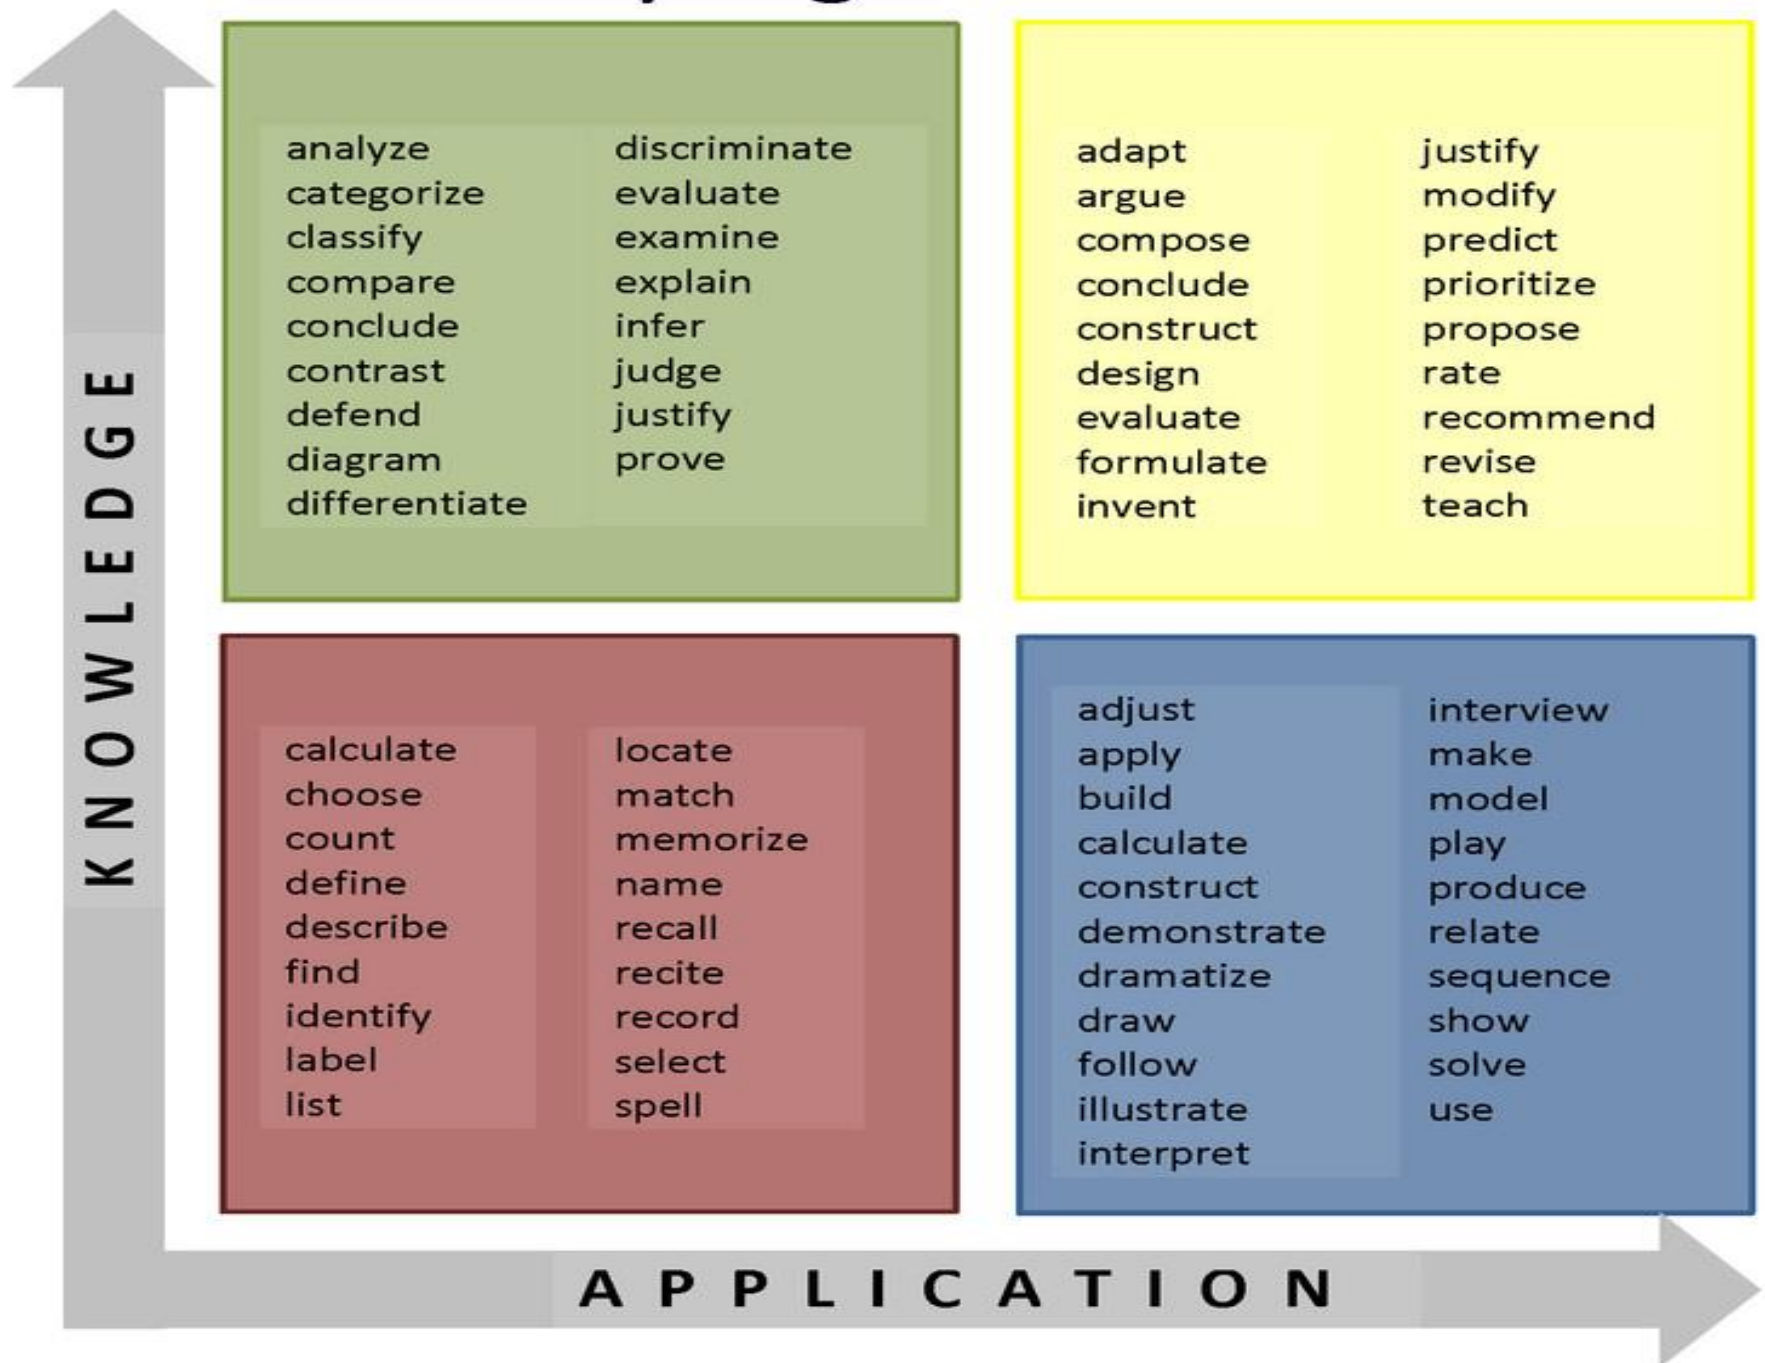 analyze
categorize
classify
compare
conclude
contrast
defend
diagram
differentiate
discriminate
evaluate
examine
explain
infer
judge
justify
prove
adapt
argue
compose
conclude
construct
design
evaluate
formulate
invent
justify
modify
predict
prioritize
propose
rate
recommend
revise
teach
KNOWLEDGE
calculate
choose
count
define
describe
find
identify
label
list
locate
match
memorize
name
recall
recite
record
select
spell
adjust
apply
build
calculate
construct
demonstrate
dramatize
draw
follow
illustrate
interpret
interview
make
model
play
produce
relate
sequence
show
solve
use
APPLICATION